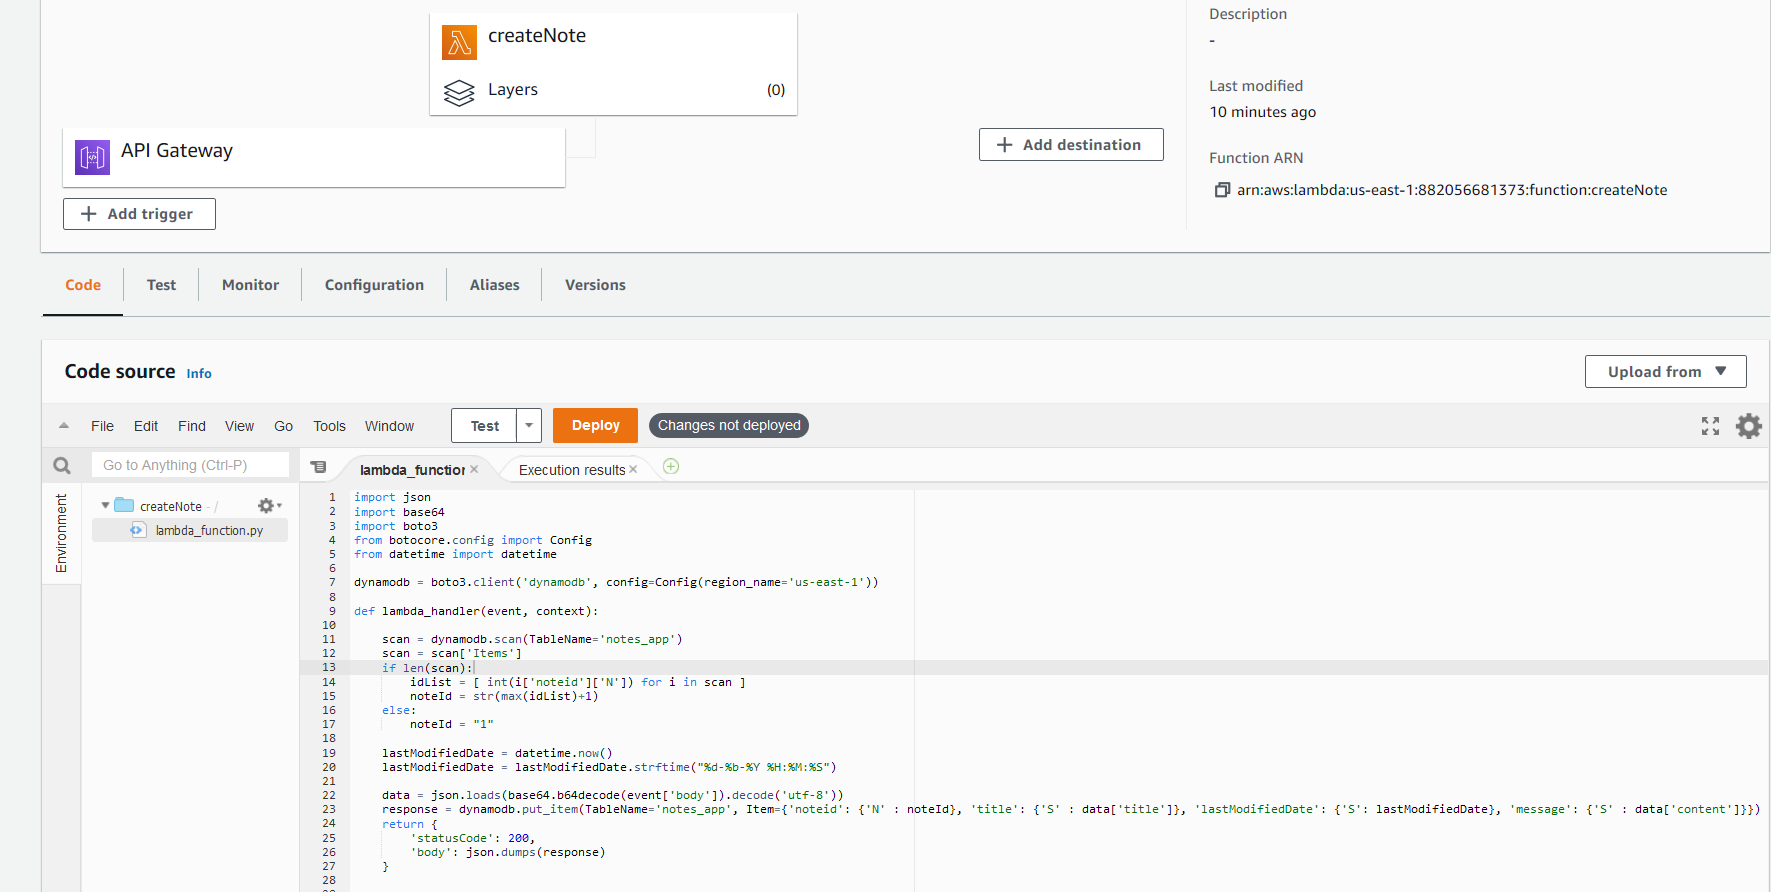 createNote
Layers (0)
API Gateway
+ Add trigger
+ Add destination
Description
-
Last modified
10 minutes ago
Function ARN
arn:aws:lambda:us-east-1:882056681373:function:createNote
Code Test Monitor Configuration Aliases Versions
Code source Info
Upload from
File Edit Find View Go Tools Window Test Deploy Changes not deployed
Go to Anything (Ctrl-P)
lambda_function × Execution results ×
Environment
createNote - /
lambda_function.py
1 import json
2 import base64
3 import boto3
4 from botocore.config import Config
5 from datetime import datetime
6
7 dynamodb = boto3.client('dynamodb', config=Config(region_name='us-east-1'))
8
9 def lambda_handler(event, context):
10
11     scan = dynamodb.scan(TableName='notes_app')
12     scan = scan['Items']
13     if len(scan):
14         idList = [ int(i['noteid']['N']) for i in scan ]
15         noteId = str(max(idList)+1)
16     else:
17         noteId = "1"
18
19     lastModifiedDate = datetime.now()
20     lastModifiedDate = lastModifiedDate.strftime("%d-%b-%Y %H:%M:%S")
21
22     data = json.loads(base64.b64decode(event['body']).decode('utf-8'))
23     response = dynamodb.put_item(TableName='notes_app', Item={'noteid': {'N' : noteId}, 'title': {'S' : data['title']}, 'lastModifiedDate': {'S': lastModifiedDate}, 'message': {'S' : data['content']}})
24     return {
25         'statusCode': 200,
26         'body': json.dumps(response)
27     }
28